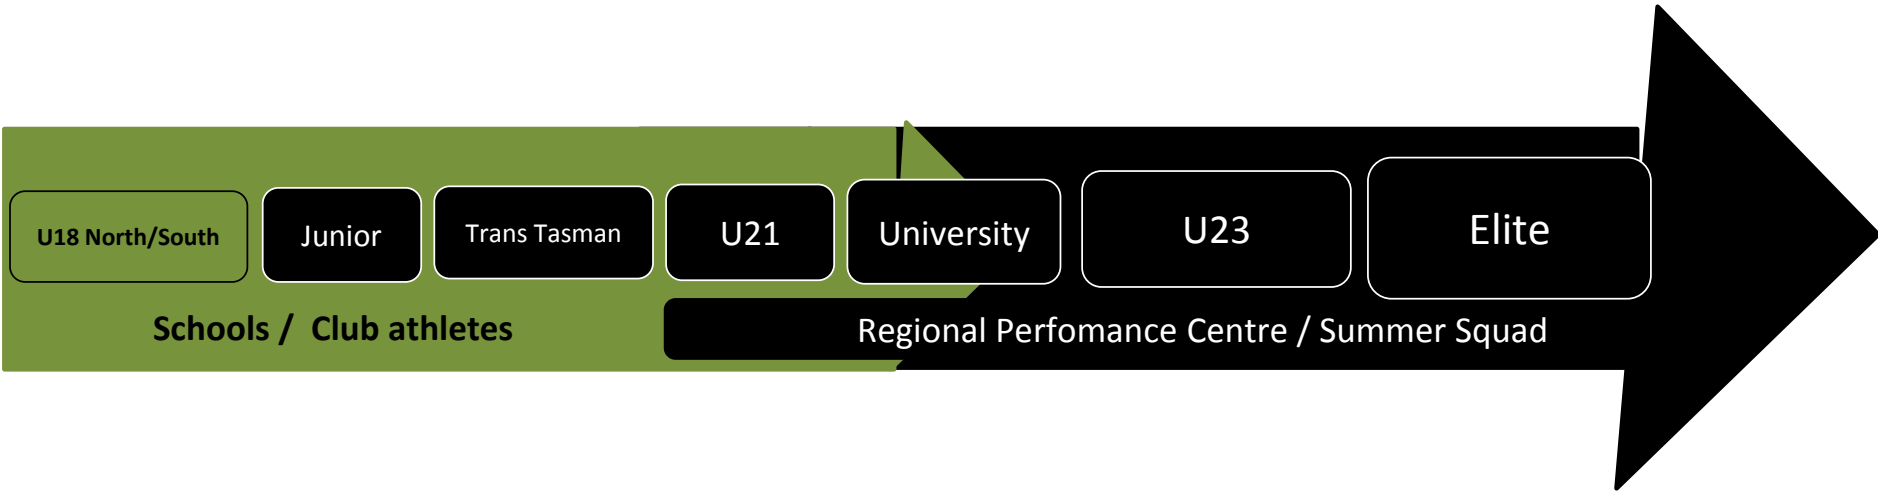 U18 North/South
Junior
Trans Tasman
U21
University
U23
Elite
Schools / Club athletes
Regional Perfomance Centre / Summer Squad